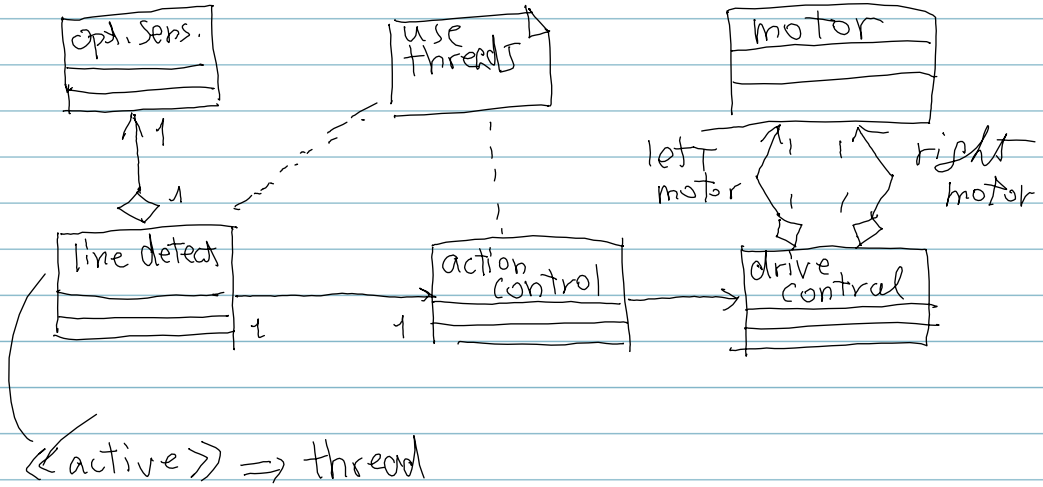 opt. sens.
use
threads
motor
1
1
left
motor
1
1
right
motor
1
1
line detect
action
control
drive
control
1
1
≪active≫ ⇒ thread